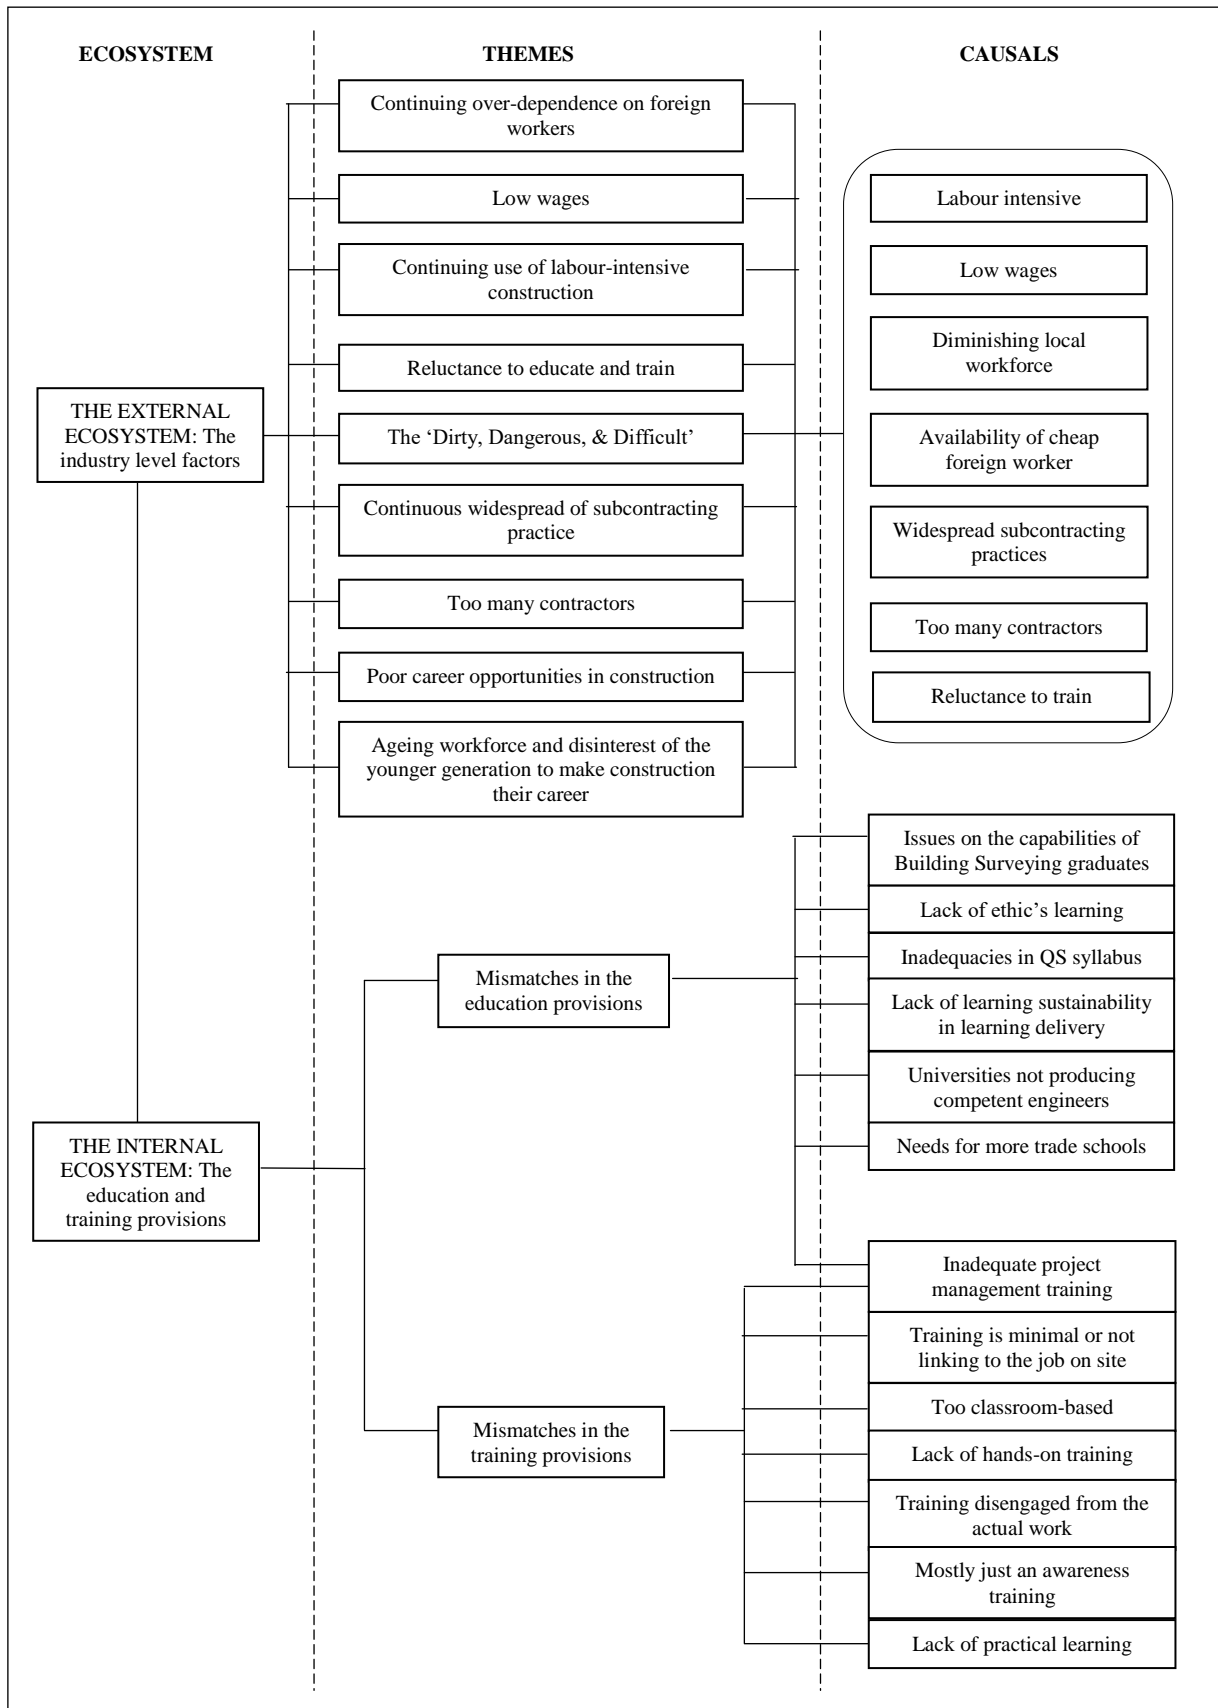 ECOSYSTEM
THEMES
CAUSALS
Continuing over-dependence on foreign
workers
Low wages
Continuing use of labour-intensive
construction
Reluctance to educate and train
THE EXTERNAL
ECOSYSTEM: The
industry level factors
The ‘Dirty, Dangerous, & Difficult’
Continuous widespread of subcontracting
practice
Too many contractors
Poor career opportunities in construction
Ageing workforce and disinterest of the
younger generation to make construction
their career
Labour intensive
Low wages
Diminishing local
workforce
Availability of cheap
foreign worker
Widespread subcontracting
practices
Too many contractors
Reluctance to train
THE INTERNAL
ECOSYSTEM: The
education and
training provisions
Mismatches in the
education provisions
Issues on the capabilities of
Building Surveying graduates
Lack of ethic’s learning
Inadequacies in QS syllabus
Lack of learning sustainability
in learning delivery
Universities not producing
competent engineers
Needs for more trade schools
Mismatches in the
training provisions
Inadequate project
management training
Training is minimal or not
linking to the job on site
Too classroom-based
Lack of hands-on training
Training disengaged from the
actual work
Mostly just an awareness
training
Lack of practical learning